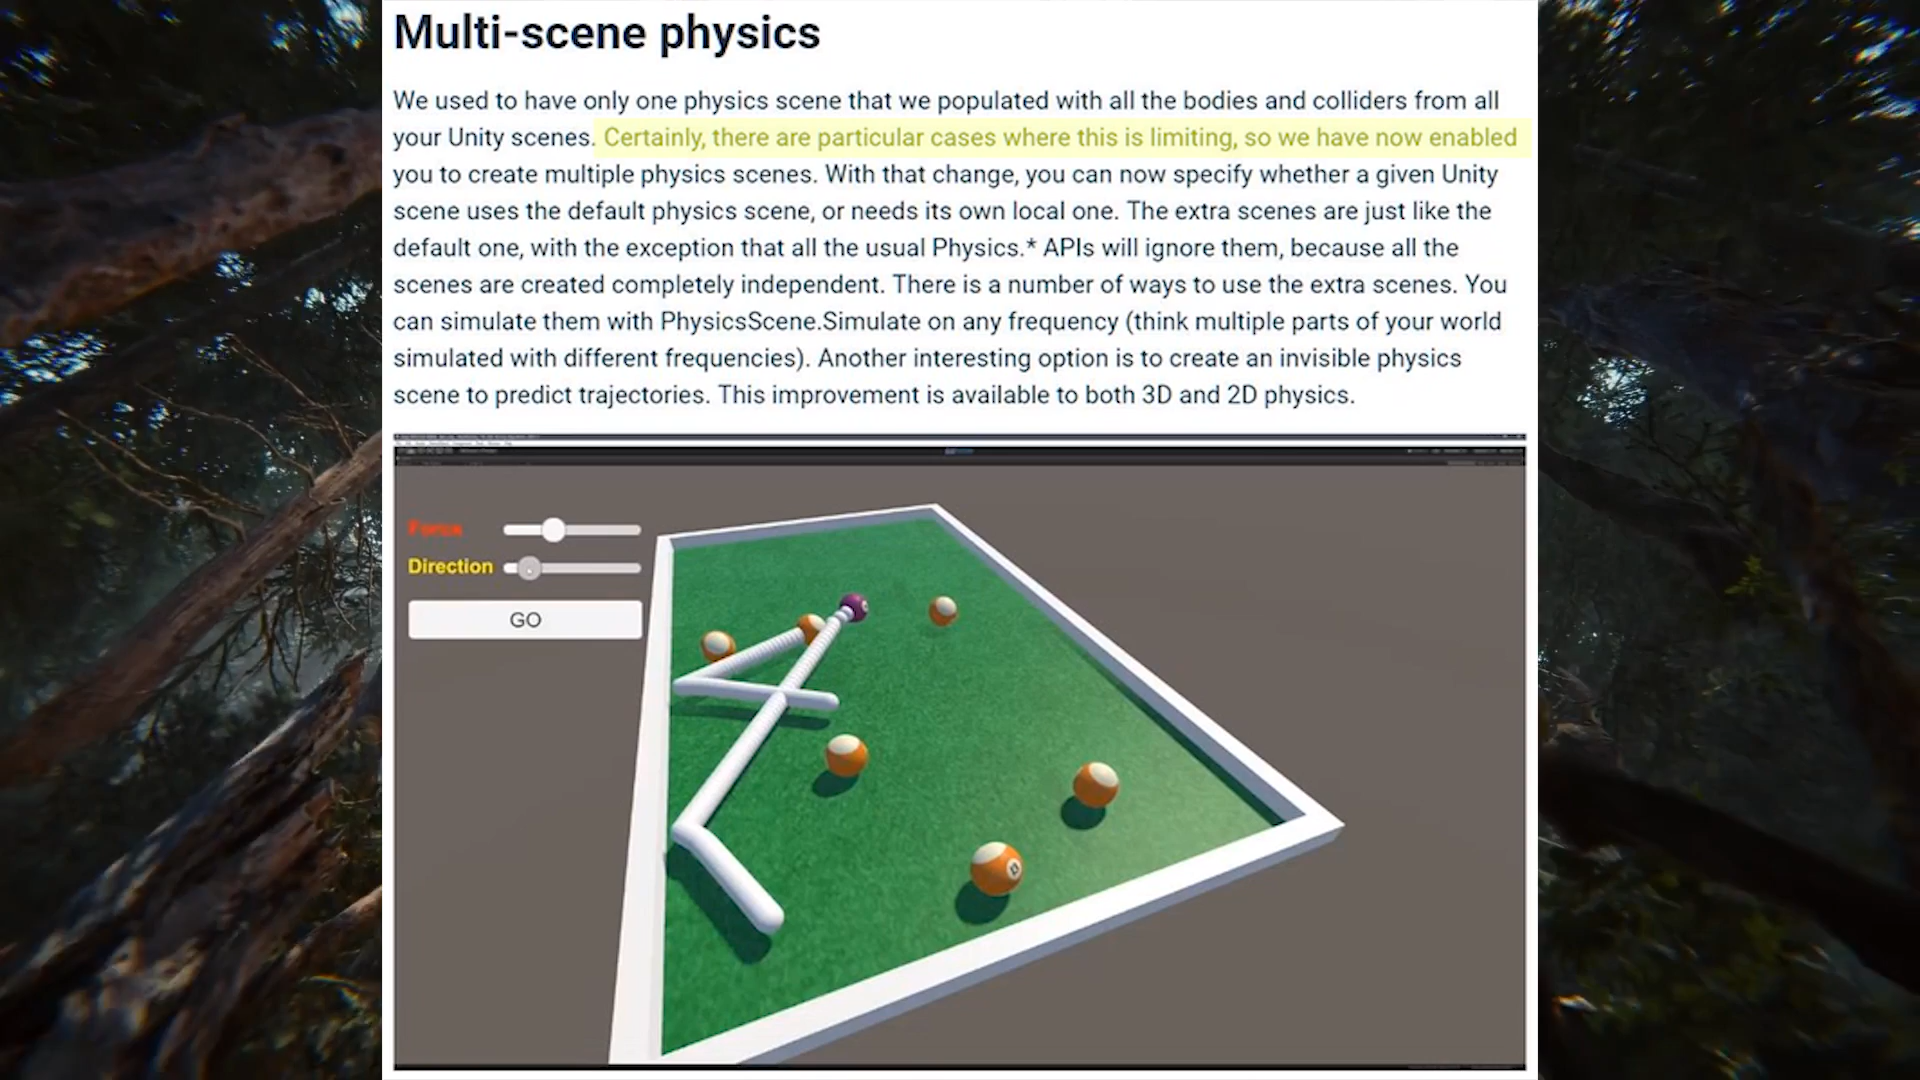 Multi-scene physics
We used to have only one physics scene that we populated with all the bodies and colliders from all
your Unity scenes. Certainly, there are particular cases where this is limiting, so we have now enabled
you to create multiple physics scenes. With that change, you can now specify whether a given Unity
scene uses the default physics scene, or needs its own local one. The extra scenes are just like the
default one, with the exception that all the usual Physics.* APIs will ignore them, because all the
scenes are created completely independent. There is a number of ways to use the extra scenes. You
can simulate them with PhysicsScene.Simulate on any frequency (think multiple parts of your world
simulated with different frequencies). Another interesting option is to create an invisible physics
scene to predict trajectories. This improvement is available to both 3D and 2D physics.
Force
Direction
GO